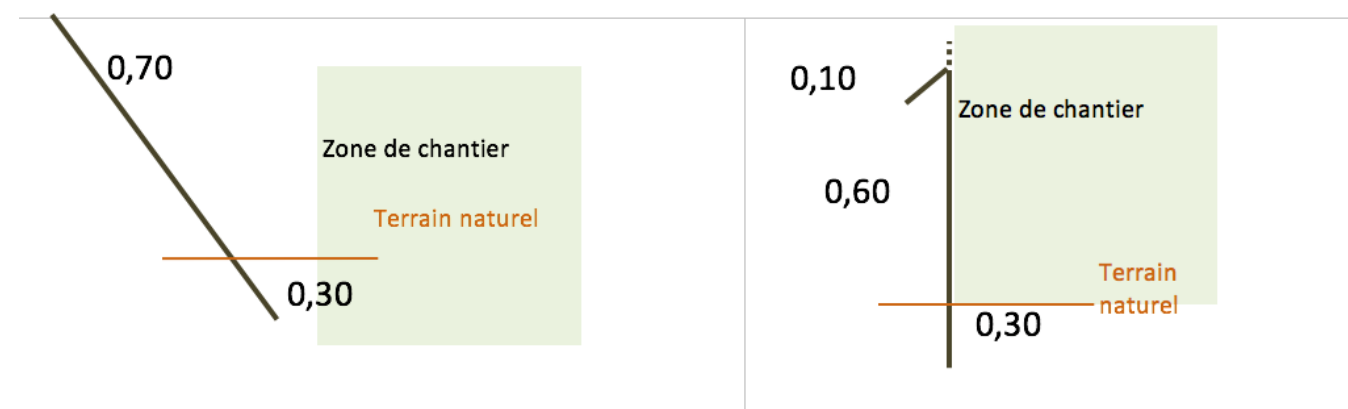 0,70
Zone de chantier
Terrain naturel
0,30
0,10
Zone de chantier
0,60
Terrain
naturel
0,30